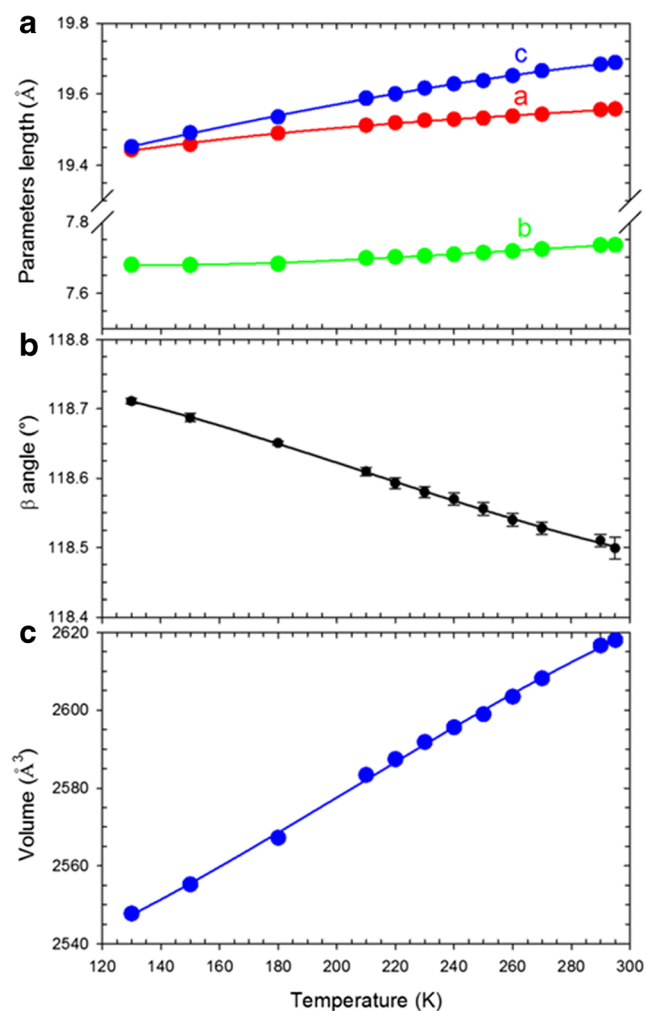 a
19.8
19.6
19.4
7.8
7.6
Parameters length (Å)
c
a
b
b
118.8
118.7
118.6
118.5
118.4
β angle (°)
c
2620
2600
2580
2560
2540
Volume (Å³)
120 140 160 180 200 220 240 260 280 300
Temperature (K)